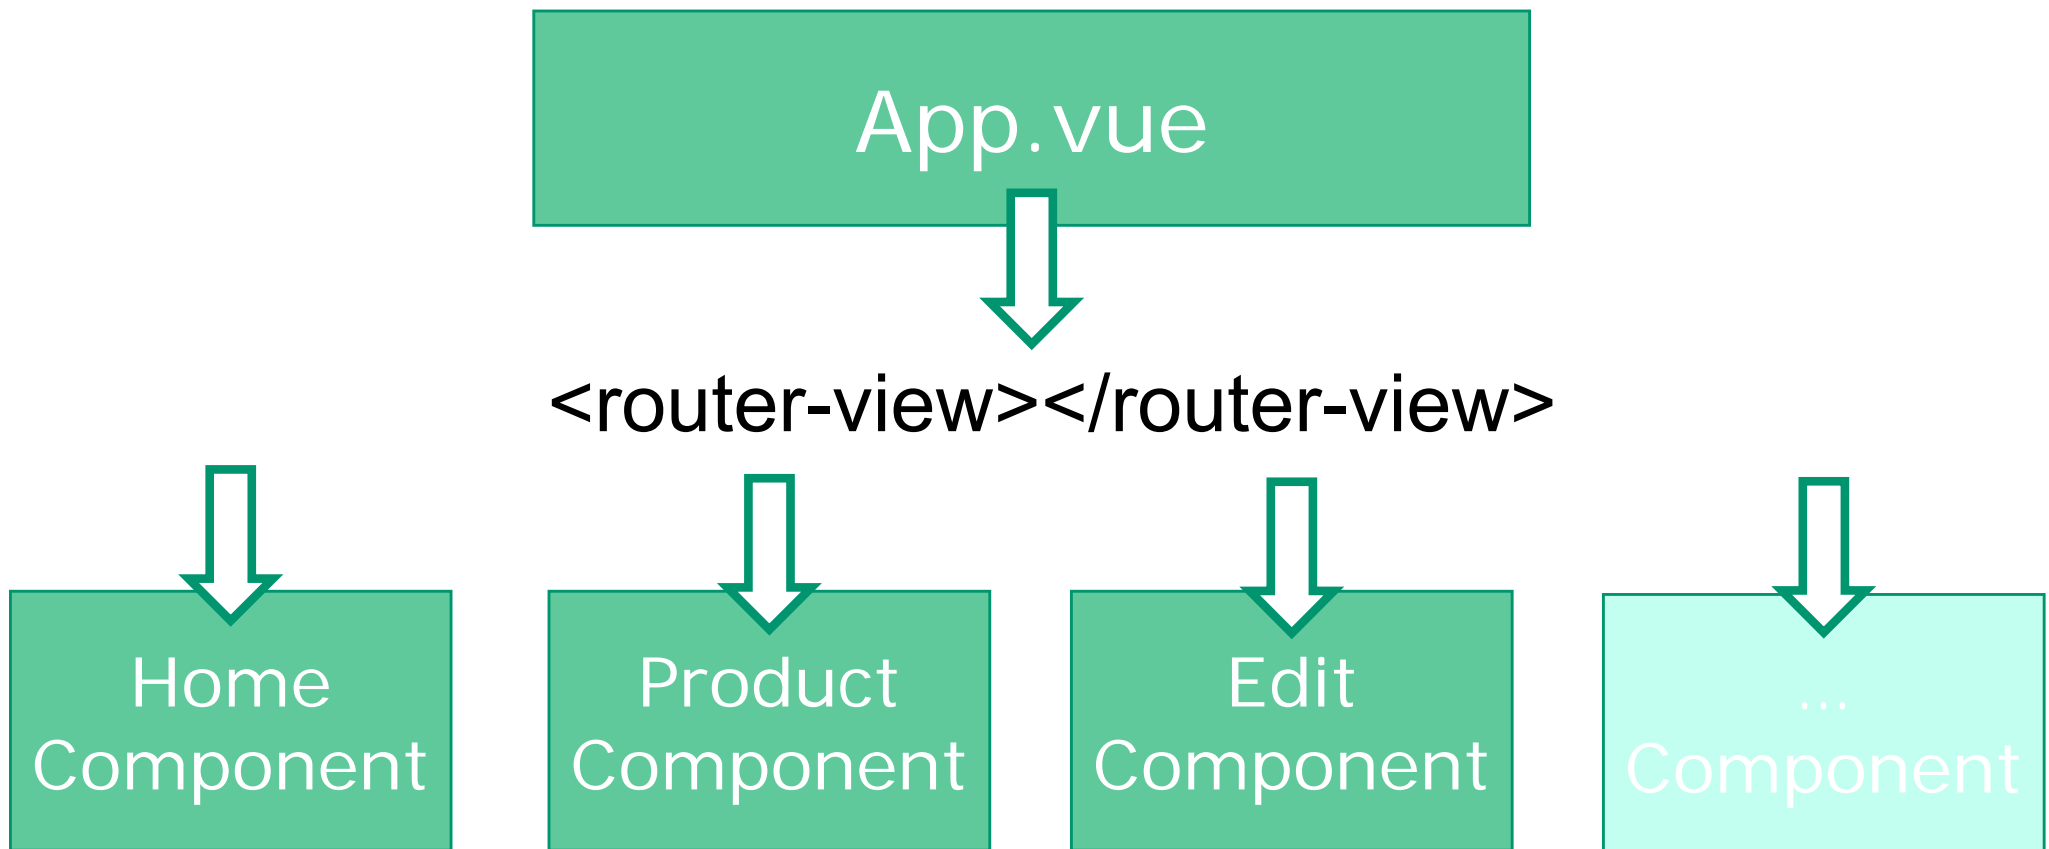 App.vue
<router-view></router-view>
Home
Component
Product
Component
Edit
Component
...
Component